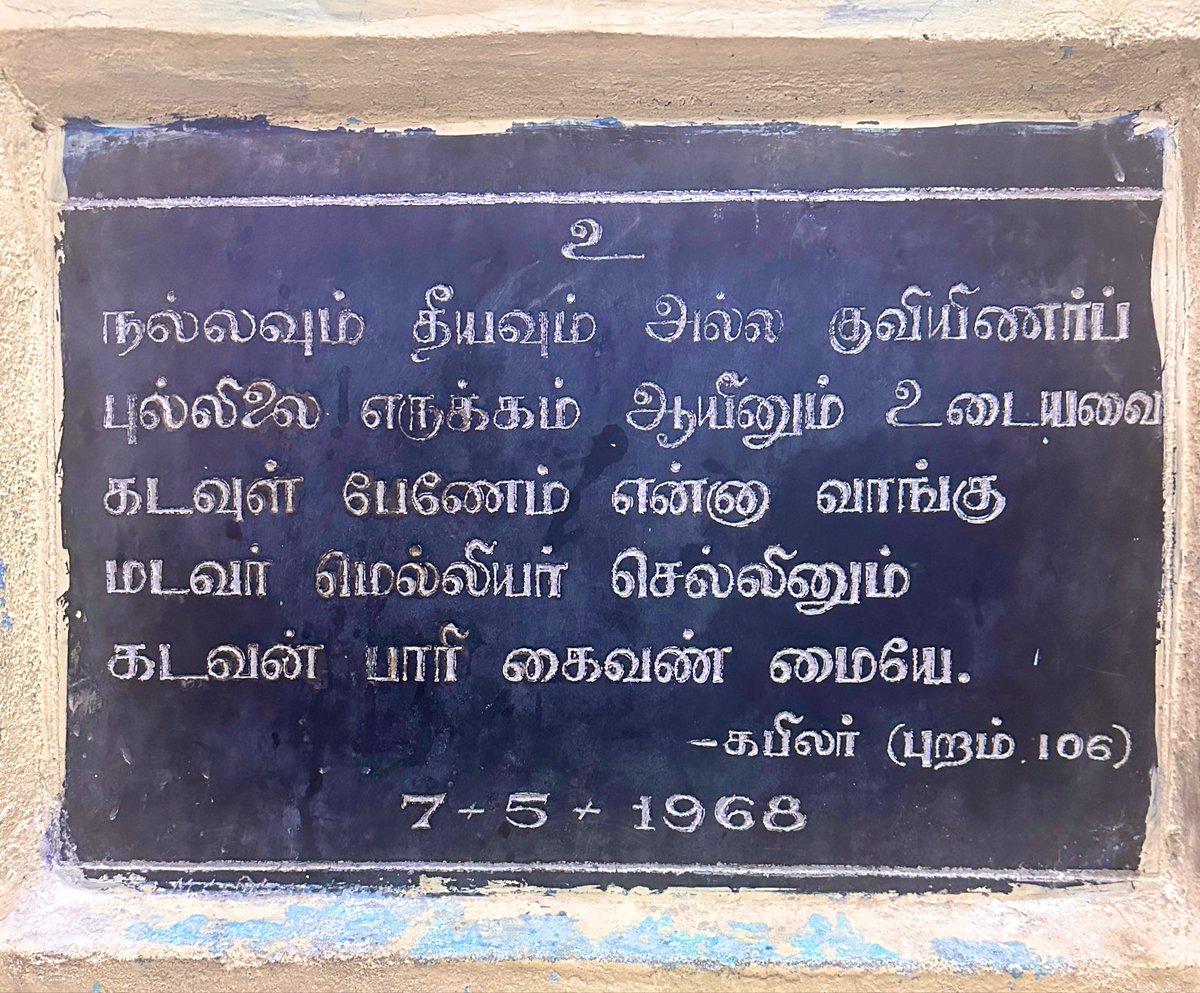 உ
நல்லவும் தீயவும் அல்ல குவியிணர்ப்
புல்லிலை எருக்கம் ஆயினும் உடையவை
கடவுள் பேணேம் என்னு வாங்கு
மடவர் மெல்லியர் செல்லினும்
கடவன் பாரி கைவண் மையே.
-கபிலர் (புறம். 106)
7-5-1968